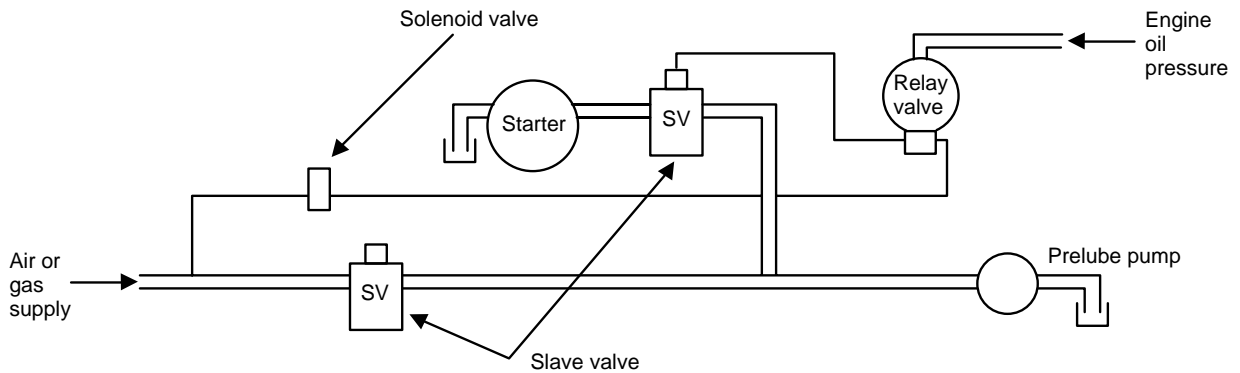 Solenoid valve
Engine
oil
pressure
Relay
valve
SV
Starter
Air or
gas
supply
Prelube pump
SV
Slave valve